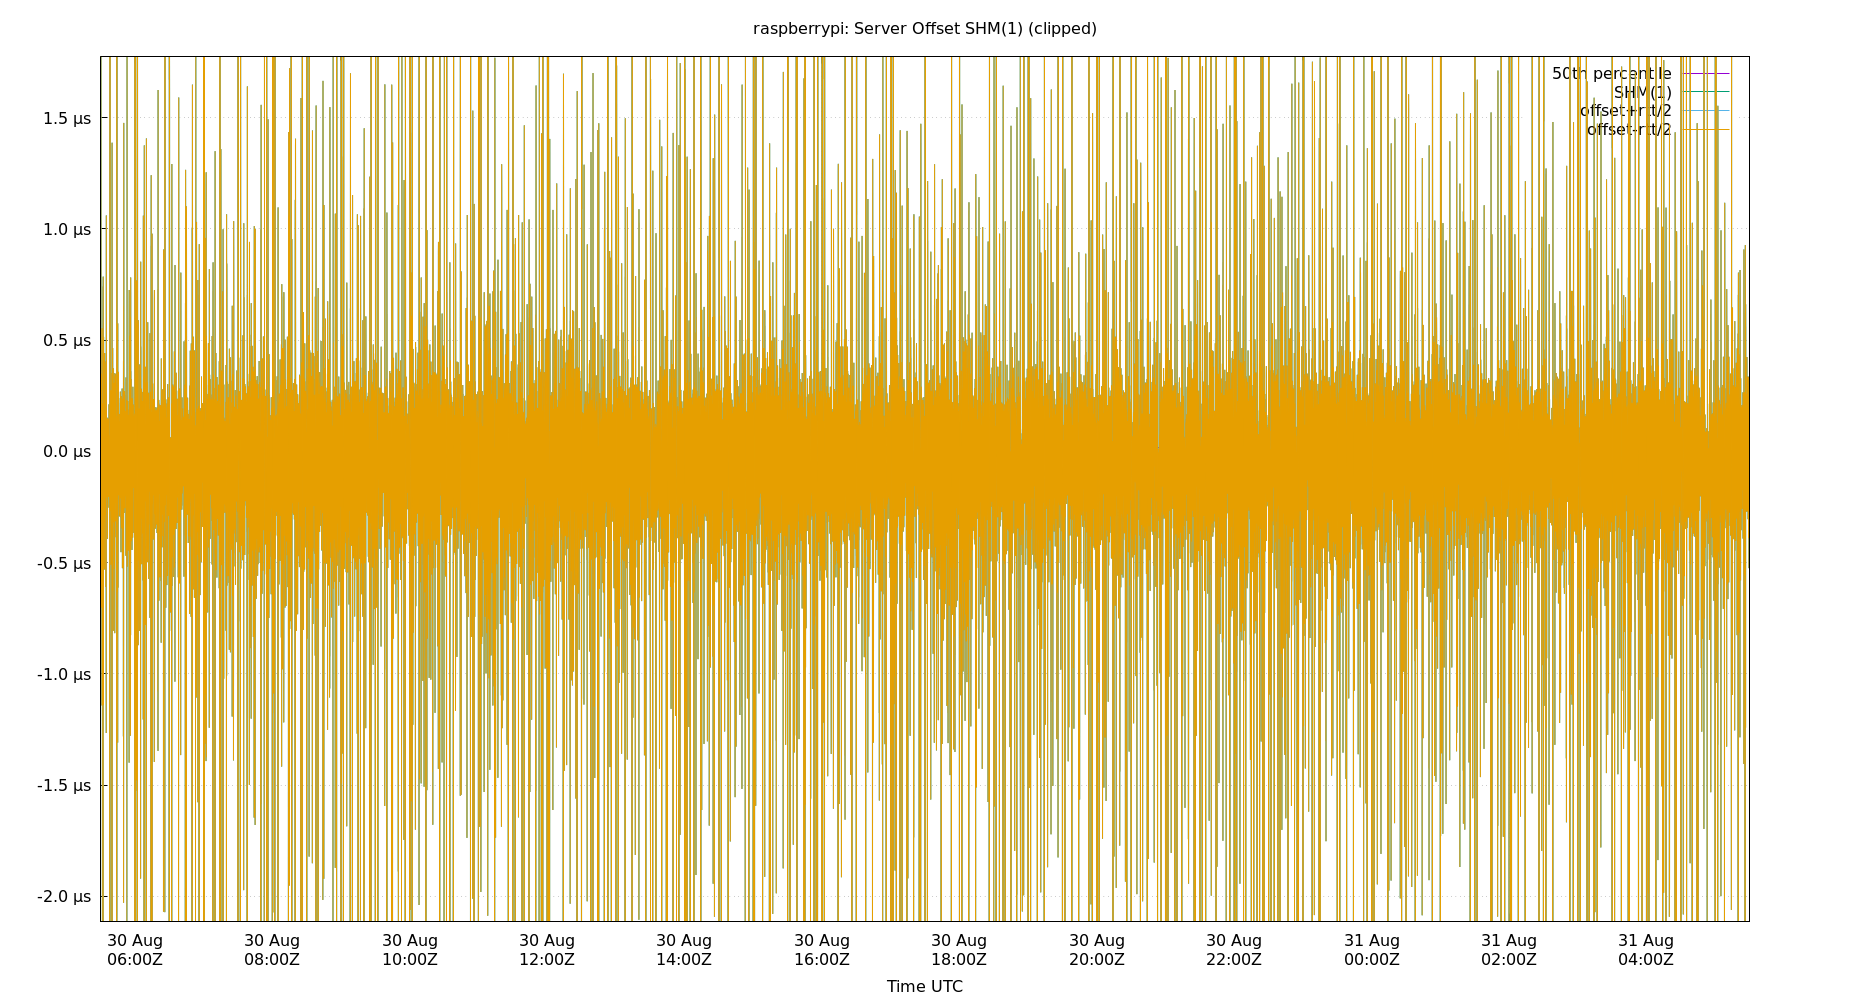 raspberrypi: Server Offset SHM(1) (clipped)
50th percentile
SHM(1)
offset+rtt/2
offset-rtt/2
1.5 µs
1.0 µs
0.5 µs
0.0 µs
-0.5 µs
-1.0 µs
-1.5 µs
-2.0 µs
30 Aug 30 Aug 30 Aug 30 Aug 30 Aug 30 Aug 30 Aug 30 Aug 30 Aug 31 Aug 31 Aug 31 Aug
06:00Z 08:00Z 10:00Z 12:00Z 14:00Z 16:00Z 18:00Z 20:00Z 22:00Z 00:00Z 02:00Z 04:00Z
Time UTC